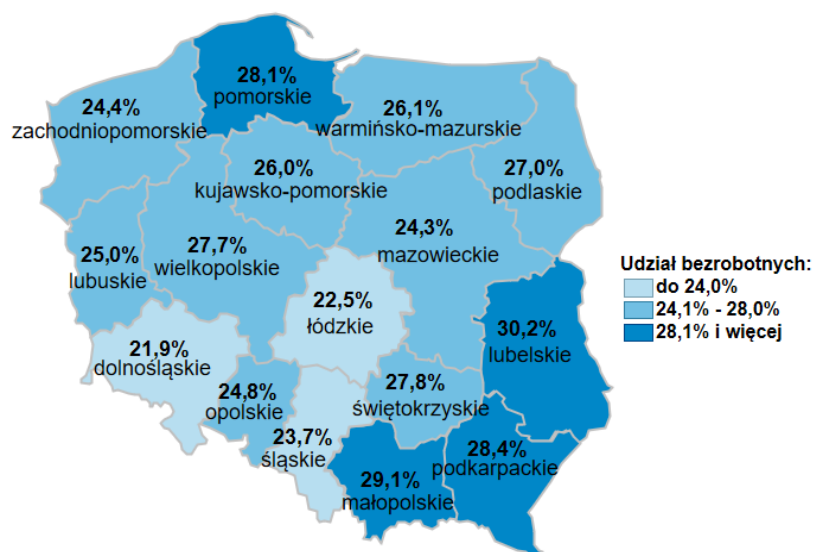 28,1%
pomorskie
24,4%
zachodniopomorskie
26,1%
warmińsko-mazurskie
26,0%
kujawsko-pomorskie
27,0%
podlaskie
24,3%
mazowieckie
25,0%
lubuskie
27,7%
wielkopolskie
22,5%
łódzkie
21,9%
dolnośląskie
30,2%
lubelskie
24,8%
opolskie
27,8%
świętokrzyskie
23,7%
śląskie
29,1%
małopolskie
28,4%
podkarpackie
Udział bezrobotnych:
do 24,0%
24,1% - 28,0%
28,1% i więcej